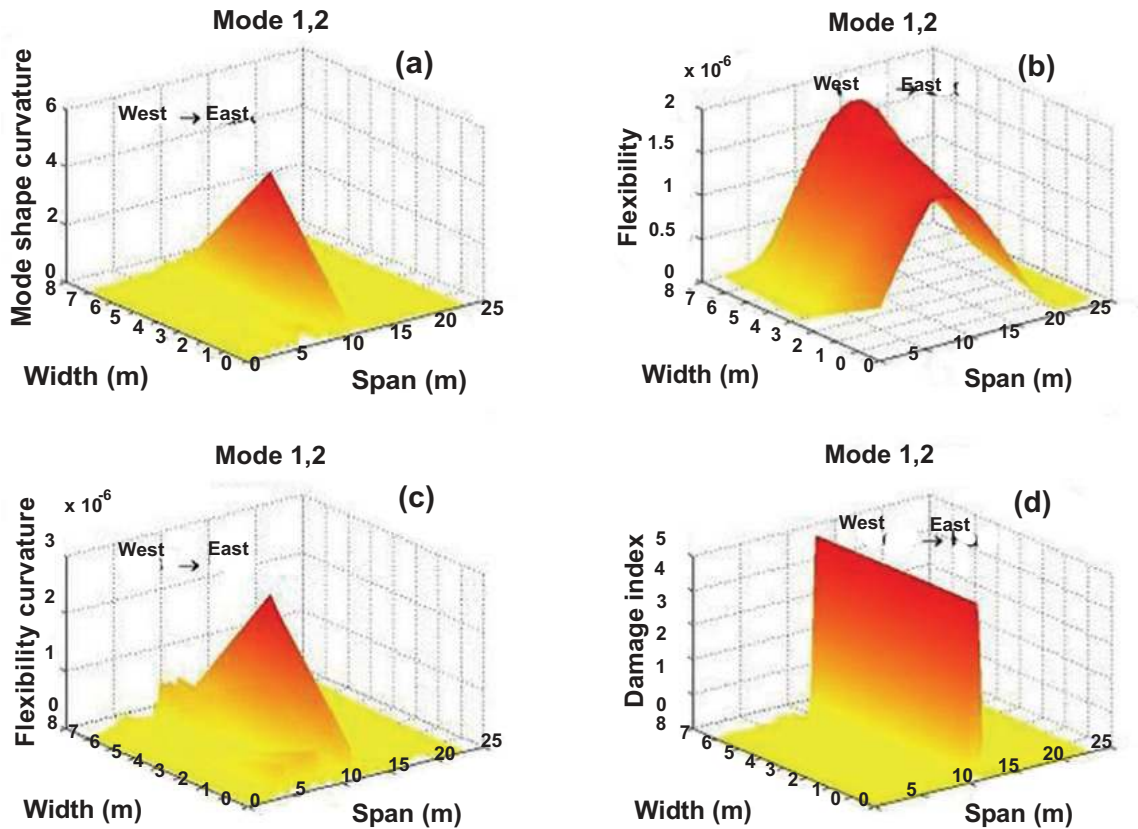 Mode 1,2
(a)
West → East
Mode shape curvature
6
4
2
0
8 7 6 5 4 3 2 1 0
0 5 10 15 20 25
Width (m)
Span (m)
Mode 1,2
x 10-6
(b)
West → East
Flexibility
2
1.5
1
0.5
0
8 7 6 5 4 3 2 1 0
0 5 10 15 20 25
Width (m)
Span (m)
Mode 1,2
x 10-6
(c)
West → East
Flexibility curvature
3
2
1
0
8 7 6 5 4 3 2 1 0
0 5 10 15 20 25
Width (m)
Span (m)
Mode 1,2
(d)
West → East
Damage index
5
4
3
2
1
0
8 7 6 5 4 3 2 1 0
0 5 10 15 20 25
Width (m)
Span (m)